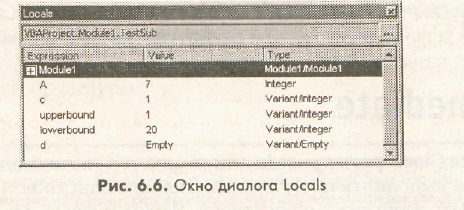 Locals
VBAProject.Module1.TestSub
...
Expression Value Type
Module1 Module1/Module1
A 7 Integer
c 1 Variant/Integer
upperbound 1 Variant/Integer
lowerbound 20 Variant/Integer
d Empty Variant/Empty
Рис. 6.6. Окно диалога Locals